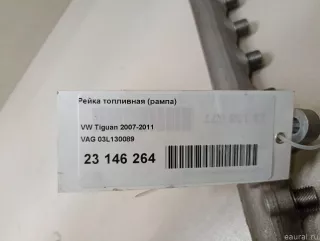 Рейка топливная (рампа)
VW Tiguan 2007-2011
VAG 03L130089
23 146 264
eaural.ru